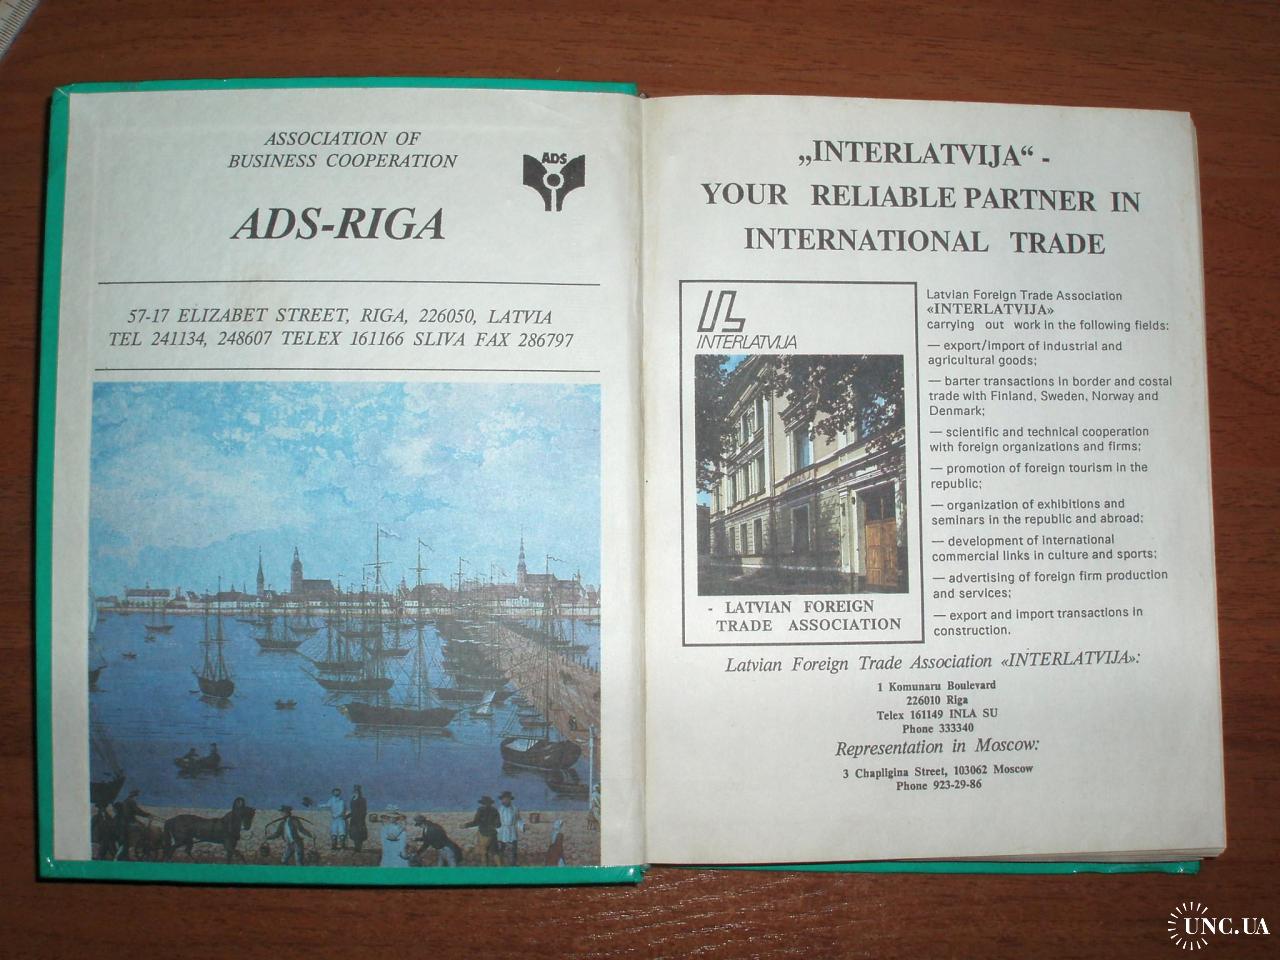 ASSOCIATION OF
BUSINESS COOPERATION
ADS
ADS-RIGA
57-17 ELIZABET STREET, RIGA, 226050, LATVIA
TEL 241134, 248607 TELEX 161166 SLIVA FAX 286797
„INTERLATVIJA“ -
YOUR RELIABLE PARTNER IN
INTERNATIONAL TRADE
INTERLATVIJA
- LATVIAN FOREIGN
TRADE ASSOCIATION
Latvian Foreign Trade Association
«INTERLATVIJA»
carrying out work in the following fields:
— export/import of industrial and
agricultural goods;
— barter transactions in border and costal
trade with Finland, Sweden, Norway and
Denmark;
— scientific and technical cooperation
with foreign organizations and firms;
— promotion of foreign tourism in the
republic;
— organization of exhibitions and
seminars in the republic and abroad;
— development of international
commercial links in culture and sports;
— advertising of foreign firm production
and services;
— export and import transactions in
construction.
Latvian Foreign Trade Association «INTERLATVIJA»:
1 Komunaru Boulevard
226010 Riga
Telex 161149 INLA SU
Phone 333340
Representation in Moscow:
3 Chapligina Street, 103062 Moscow
Phone 923-29-86
UNC.UA